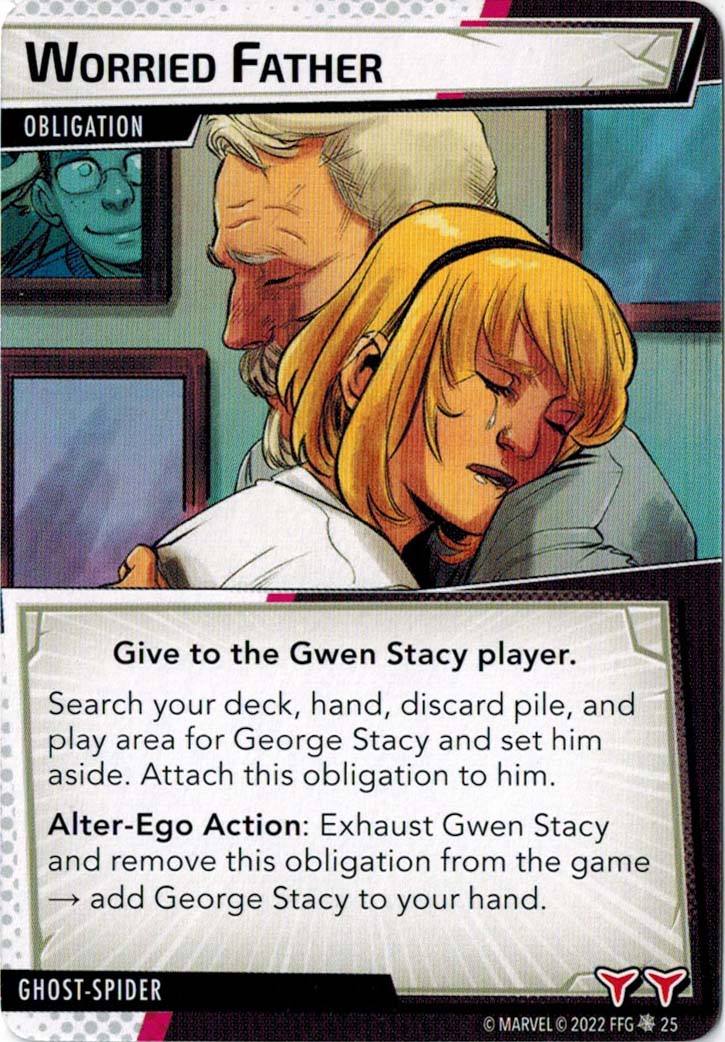 WORRIED FATHER
OBLIGATION
Give to the Gwen Stacy player.
Search your deck, hand, discard pile, and
play area for George Stacy and set him
aside. Attach this obligation to him.
Alter-Ego Action: Exhaust Gwen Stacy
and remove this obligation from the game
→ add George Stacy to your hand.
GHOST-SPIDER
© MARVEL © 2022 FFG 25